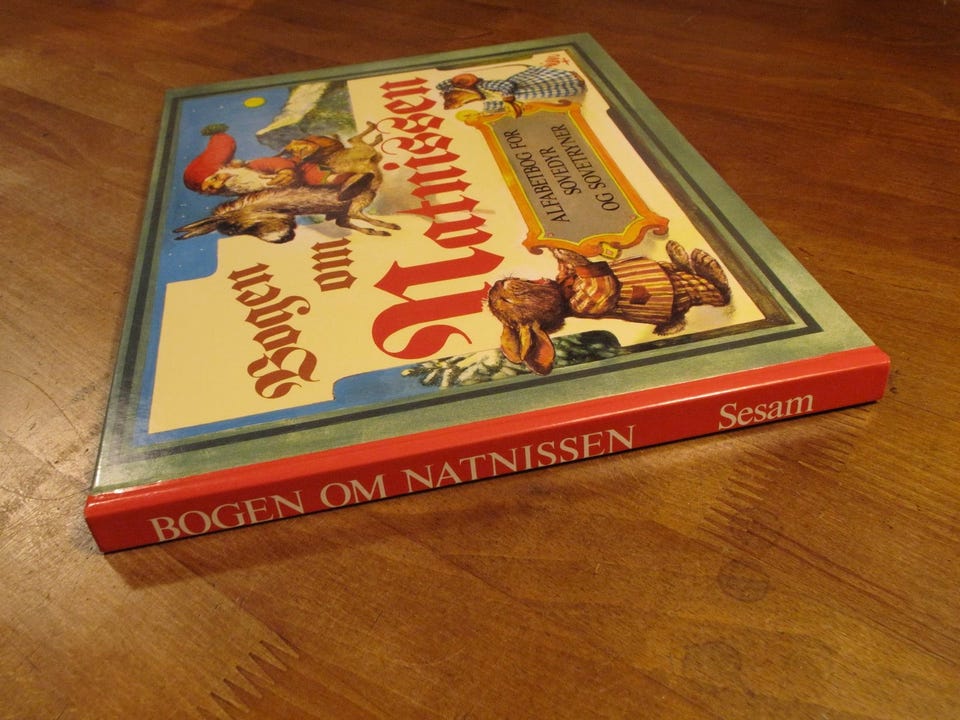 Bogen
om
Natnissen
ALFABETBOG FOR
SOVEDYR
OG SOVETRYNER
BOGEN OM NATNISSEN
Sesam